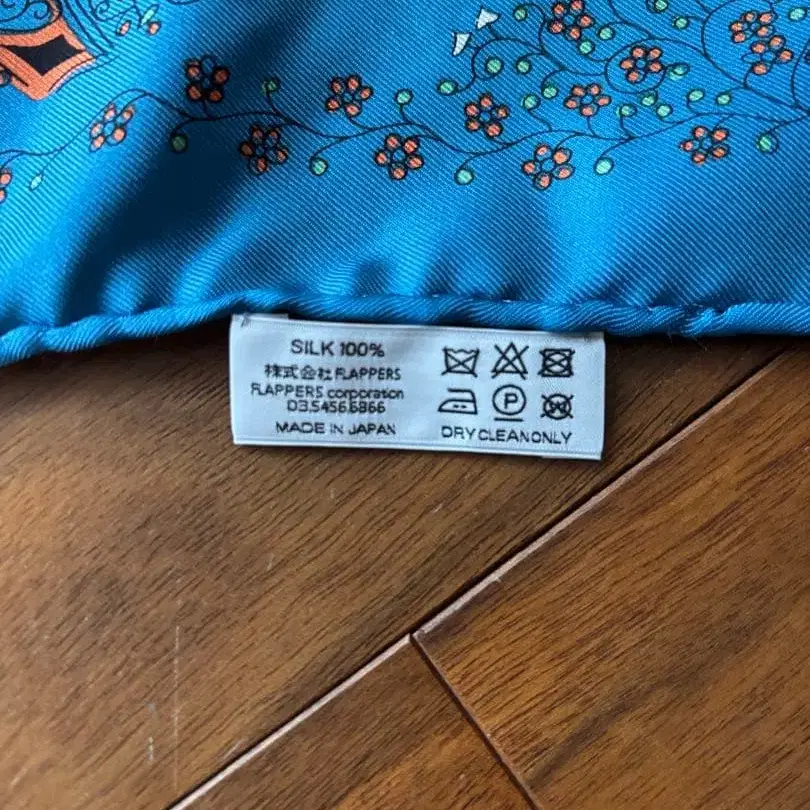 SILK 100%
株式会社 FLAPPERS
FLAPPERS corporation
03.5456.6866
MADE IN JAPAN
P
DRY CLEAN ONLY